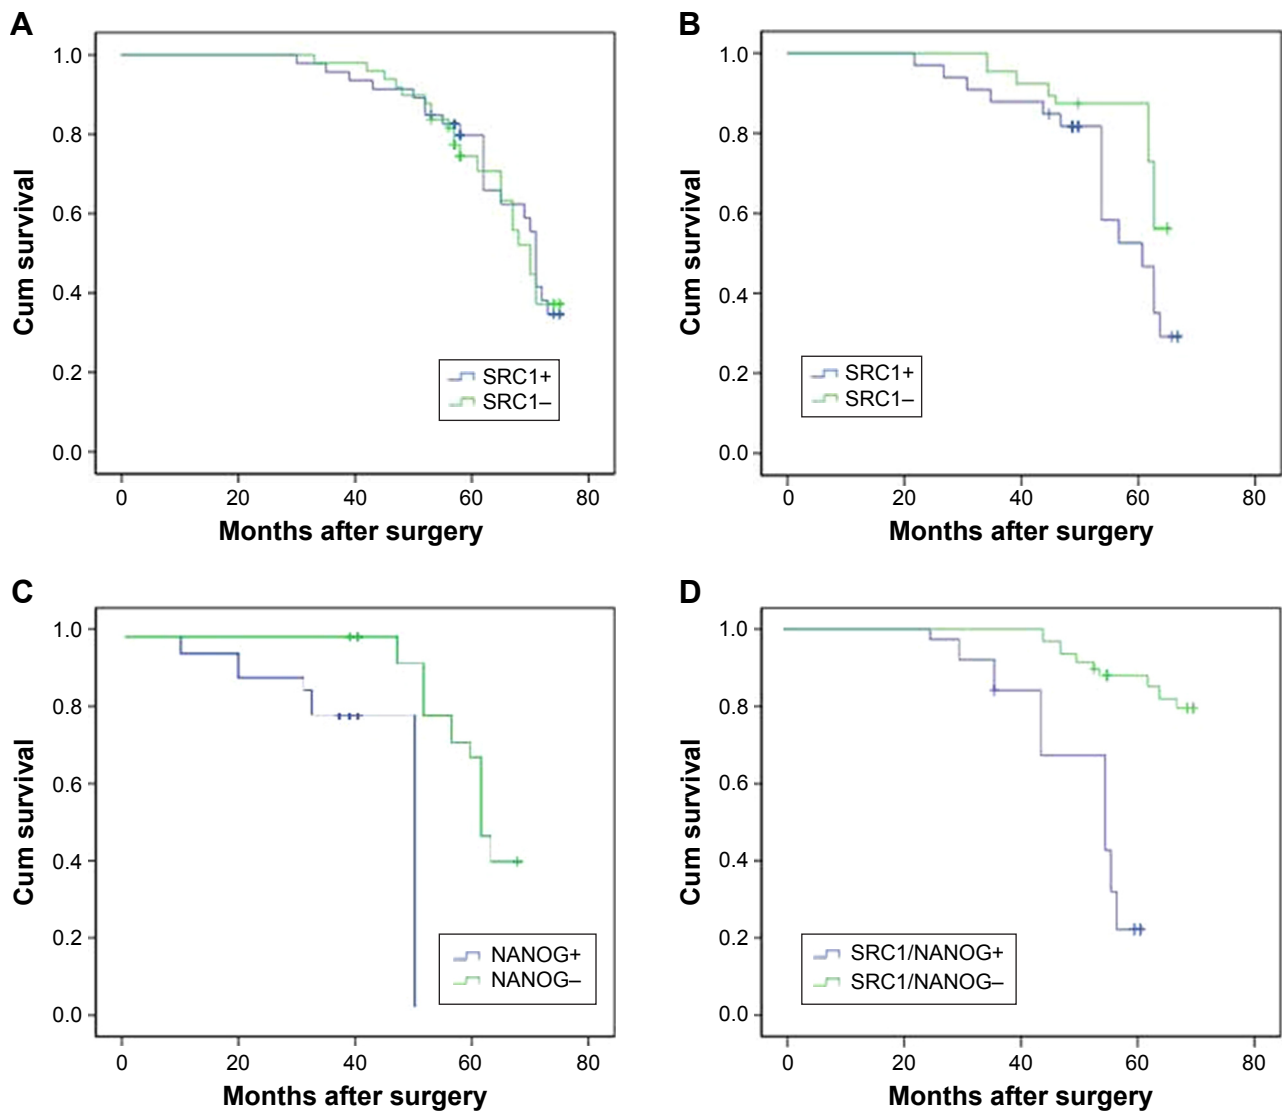 A
1.0
0.8
0.6
0.4
0.2
0.0
Cum survival
SRC1+
SRC1–
0 20 40 60 80
Months after surgery
B
1.0
0.8
0.6
0.4
0.2
0.0
Cum survival
SRC1+
SRC1–
0 20 40 60 80
Months after surgery
C
1.0
0.8
0.6
0.4
0.2
0.0
Cum survival
NANOG+
NANOG–
0 20 40 60 80
Months after surgery
D
1.0
0.8
0.6
0.4
0.2
0.0
Cum survival
SRC1/NANOG+
SRC1/NANOG–
0 20 40 60 80
Months after surgery